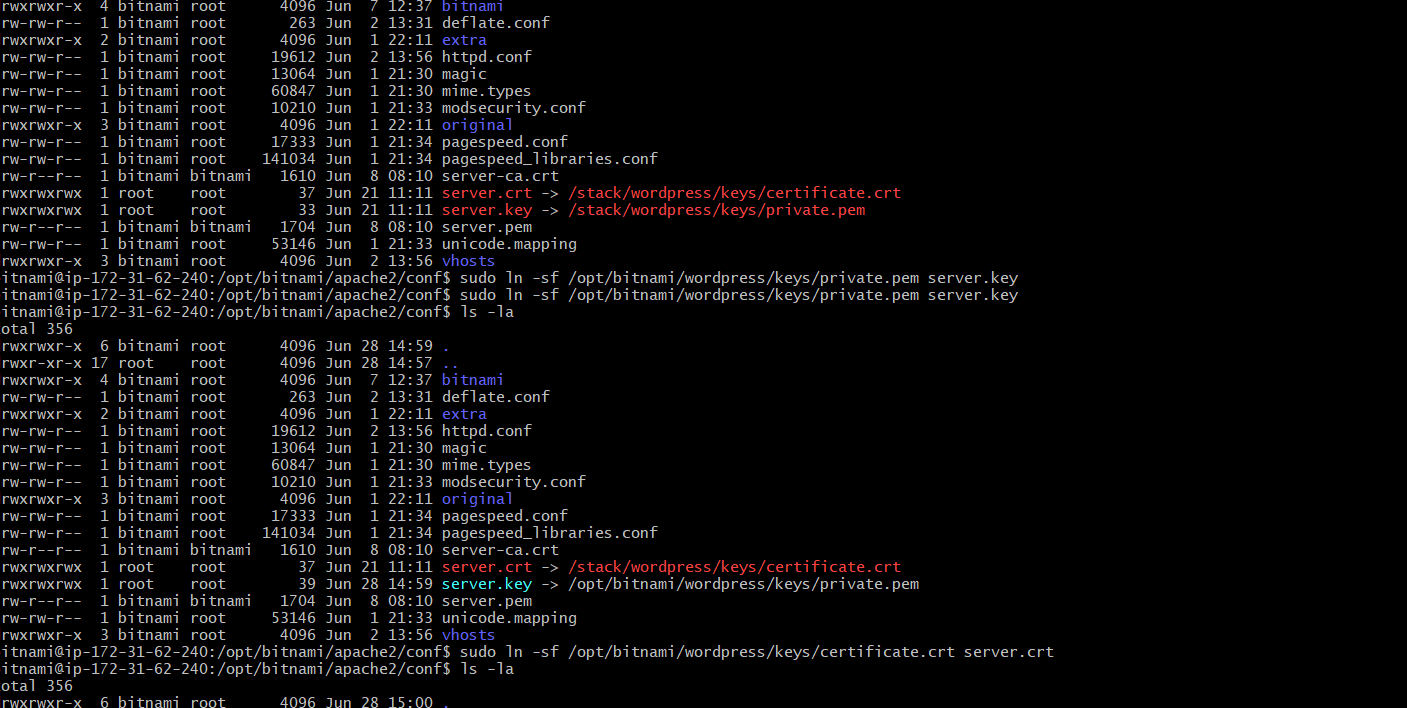 rwxrwxr-x  4 bitnami root      4096 Jun  7 12:37 bitnami
rw-rw-r--  1 bitnami root       263 Jun  2 13:31 deflate.conf
rwxrwxr-x  2 bitnami root      4096 Jun  1 22:11 extra
rw-rw-r--  1 bitnami root     19612 Jun  2 13:56 httpd.conf
rw-rw-r--  1 bitnami root     13064 Jun  1 21:30 magic
rw-rw-r--  1 bitnami root     60847 Jun  1 21:30 mime.types
rw-rw-r--  1 bitnami root     10210 Jun  1 21:33 modsecurity.conf
rwxrwxr-x  3 bitnami root      4096 Jun  1 22:11 original
rw-rw-r--  1 bitnami root     17333 Jun  1 21:34 pagespeed.conf
rw-rw-r--  1 bitnami root    141034 Jun  1 21:34 pagespeed_libraries.conf
rw-r--r--  1 bitnami bitnami   1610 Jun  8 08:10 server-ca.crt
rwxrwxrwx  1 root    root        37 Jun 21 11:11 server.crt -> /stack/wordpress/keys/certificate.crt
rwxrwxrwx  1 root    root        33 Jun 21 11:11 server.key -> /stack/wordpress/keys/private.pem
rw-r--r--  1 bitnami bitnami   1704 Jun  8 08:10 server.pem
rw-rw-r--  1 bitnami root     53146 Jun  1 21:33 unicode.mapping
rwxrwxr-x  3 bitnami root      4096 Jun  2 13:56 vhosts
itnami@ip-172-31-62-240:/opt/bitnami/apache2/conf$ sudo ln -sf /opt/bitnami/wordpress/keys/private.pem server.key
itnami@ip-172-31-62-240:/opt/bitnami/apache2/conf$ sudo ln -sf /opt/bitnami/wordpress/keys/private.pem server.key
itnami@ip-172-31-62-240:/opt/bitnami/apache2/conf$ ls -la
otal 356
rwxrwxr-x  6 bitnami root      4096 Jun 28 14:59 .
rwxr-xr-x 17 root    root      4096 Jun 28 14:57 ..
rwxrwxr-x  4 bitnami root      4096 Jun  7 12:37 bitnami
rw-rw-r--  1 bitnami root       263 Jun  2 13:31 deflate.conf
rwxrwxr-x  2 bitnami root      4096 Jun  1 22:11 extra
rw-rw-r--  1 bitnami root     19612 Jun  2 13:56 httpd.conf
rw-rw-r--  1 bitnami root     13064 Jun  1 21:30 magic
rw-rw-r--  1 bitnami root     60847 Jun  1 21:30 mime.types
rw-rw-r--  1 bitnami root     10210 Jun  1 21:33 modsecurity.conf
rwxrwxr-x  3 bitnami root      4096 Jun  1 22:11 original
rw-rw-r--  1 bitnami root     17333 Jun  1 21:34 pagespeed.conf
rw-rw-r--  1 bitnami root    141034 Jun  1 21:34 pagespeed_libraries.conf
rw-r--r--  1 bitnami bitnami   1610 Jun  8 08:10 server-ca.crt
rwxrwxrwx  1 root    root        37 Jun 21 11:11 server.crt -> /stack/wordpress/keys/certificate.crt
rwxrwxrwx  1 root    root        39 Jun 28 14:59 server.key -> /opt/bitnami/wordpress/keys/private.pem
rw-r--r--  1 bitnami bitnami   1704 Jun  8 08:10 server.pem
rw-rw-r--  1 bitnami root     53146 Jun  1 21:33 unicode.mapping
rwxrwxr-x  3 bitnami root      4096 Jun  2 13:56 vhosts
itnami@ip-172-31-62-240:/opt/bitnami/apache2/conf$ sudo ln -sf /opt/bitnami/wordpress/keys/certificate.crt server.crt
itnami@ip-172-31-62-240:/opt/bitnami/apache2/conf$ ls -la
otal 356
rwxrwxr-x  6 bitnami root      4096 Jun 28 15:00 .